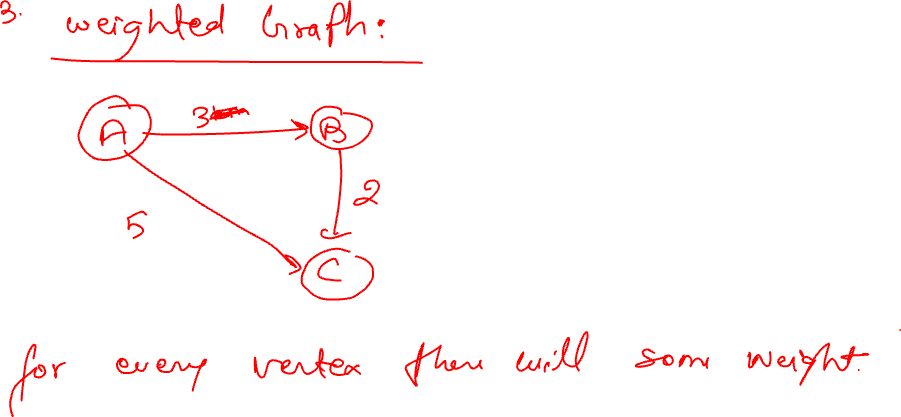 3. weighted Graph:
A 3 B
2
5
C
for every vertex there will some weight.